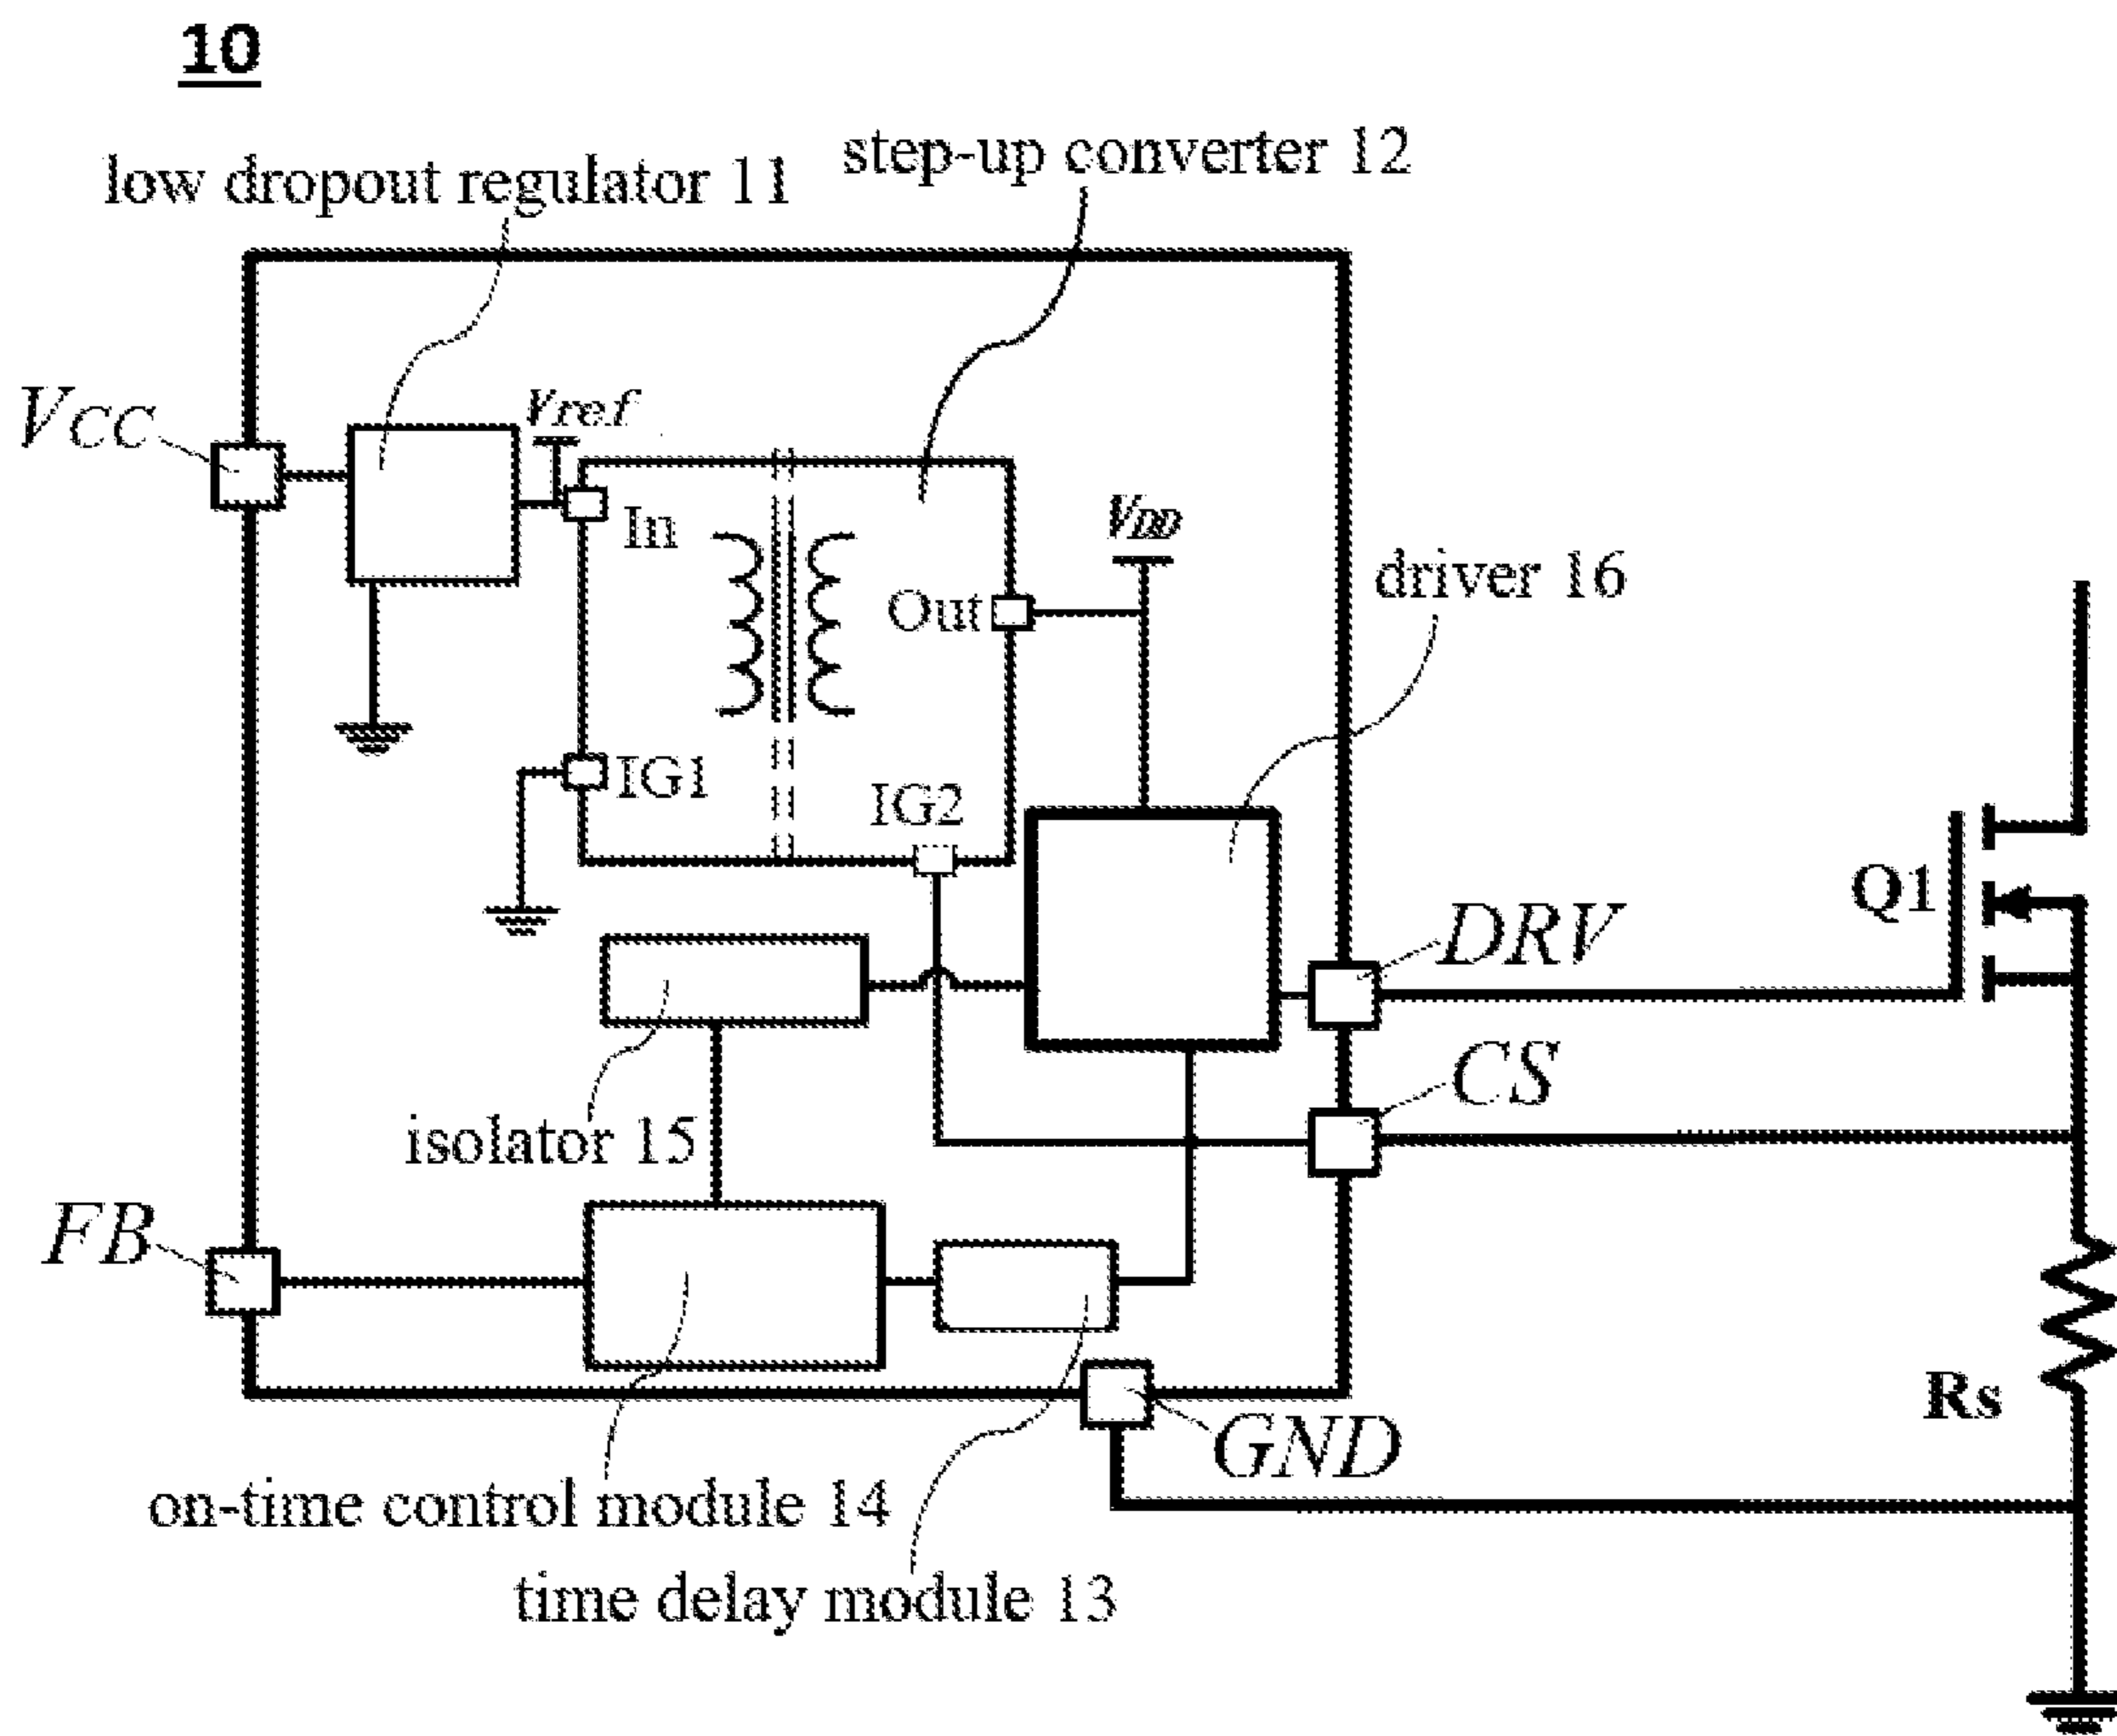 10
low dropout regulator 11
step-up converter 12
VCC
Vref
In
VDD
Out
driver 16
IG1
IG2
Q1
DRV
CS
isolator 15
FB
Rs
GND
on-time control module 14
time delay module 13